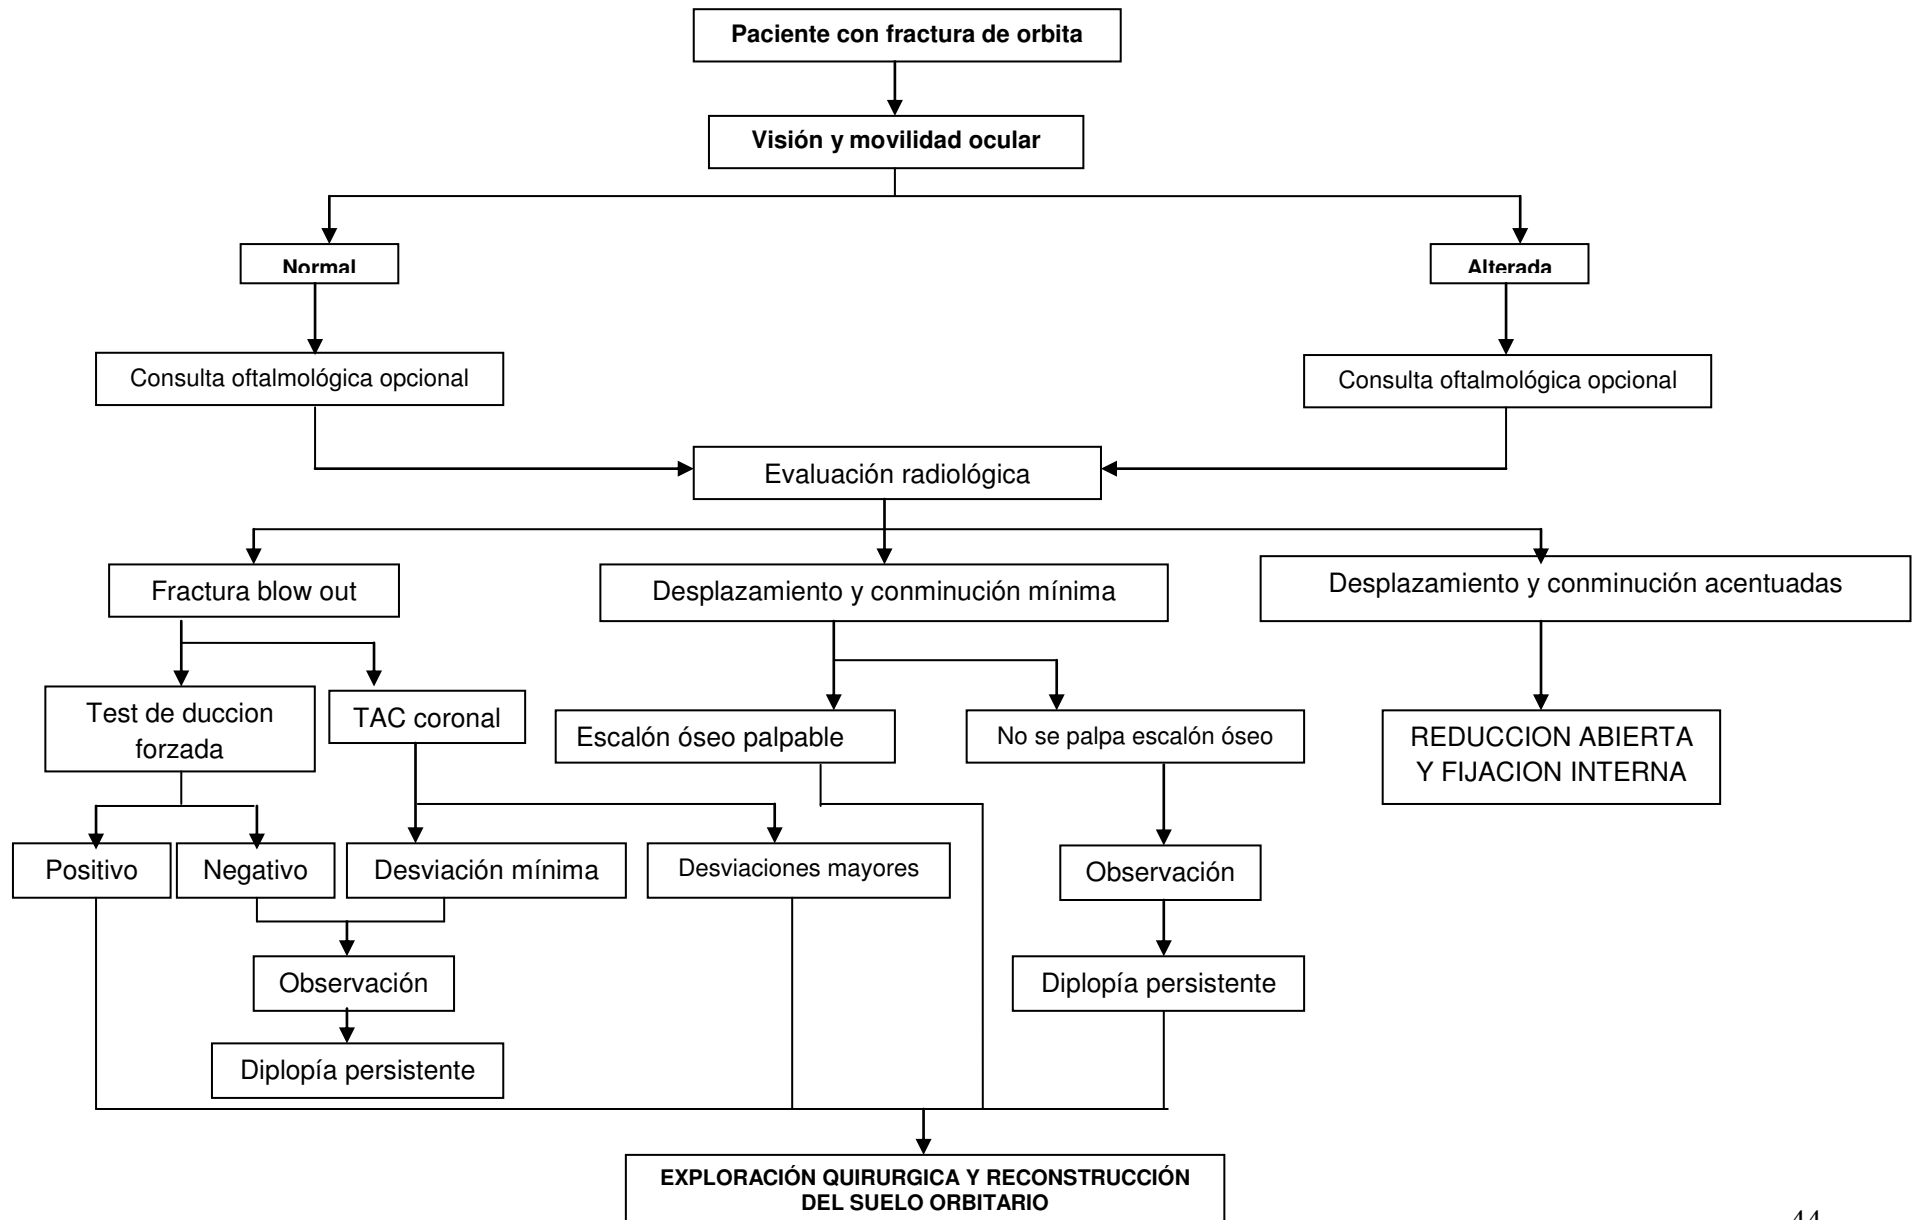 Paciente con fractura de orbita
Visión y movilidad ocular
Normal
Alterada
Consulta oftalmológica opcional
Consulta oftalmológica opcional
Evaluación radiológica
Fractura blow out
Desplazamiento y conminución mínima
Desplazamiento y conminución acentuadas
Test de duccion
forzada
TAC coronal
Escalón óseo palpable
No se palpa escalón óseo
REDUCCION ABIERTA
Y FIJACION INTERNA
Positivo
Negativo
Desviación mínima
Desviaciones mayores
Observación
Observación
Diplopía persistente
Diplopía persistente
EXPLORACIÓN QUIRURGICA Y RECONSTRUCCIÓN
DEL SUELO ORBITARIO
44